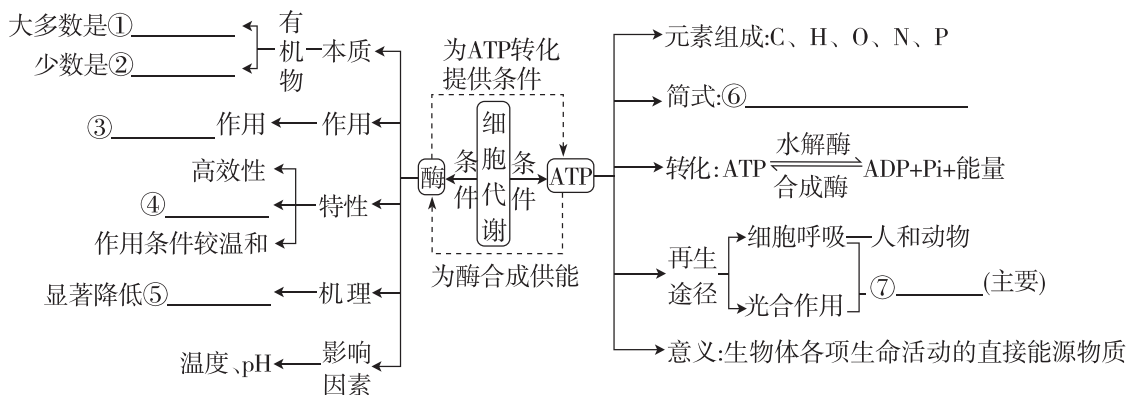 大多数是①
少数是②
有机物
本质
③
作用
作用
高效性
④
作用条件较温和
特性
显著降低⑤
机理
温度、pH
影响因素
为ATP转化
提供条件
酶
条件
细胞代谢
条件
ATP
为酶合成供能
元素组成:C、H、O、N、P
简式:⑥
转化:ATP 水解酶 合成酶 ADP+Pi+能量
再生途径
细胞呼吸
人和动物
光合作用
⑦ (主要)
意义:生物体各项生命活动的直接能源物质